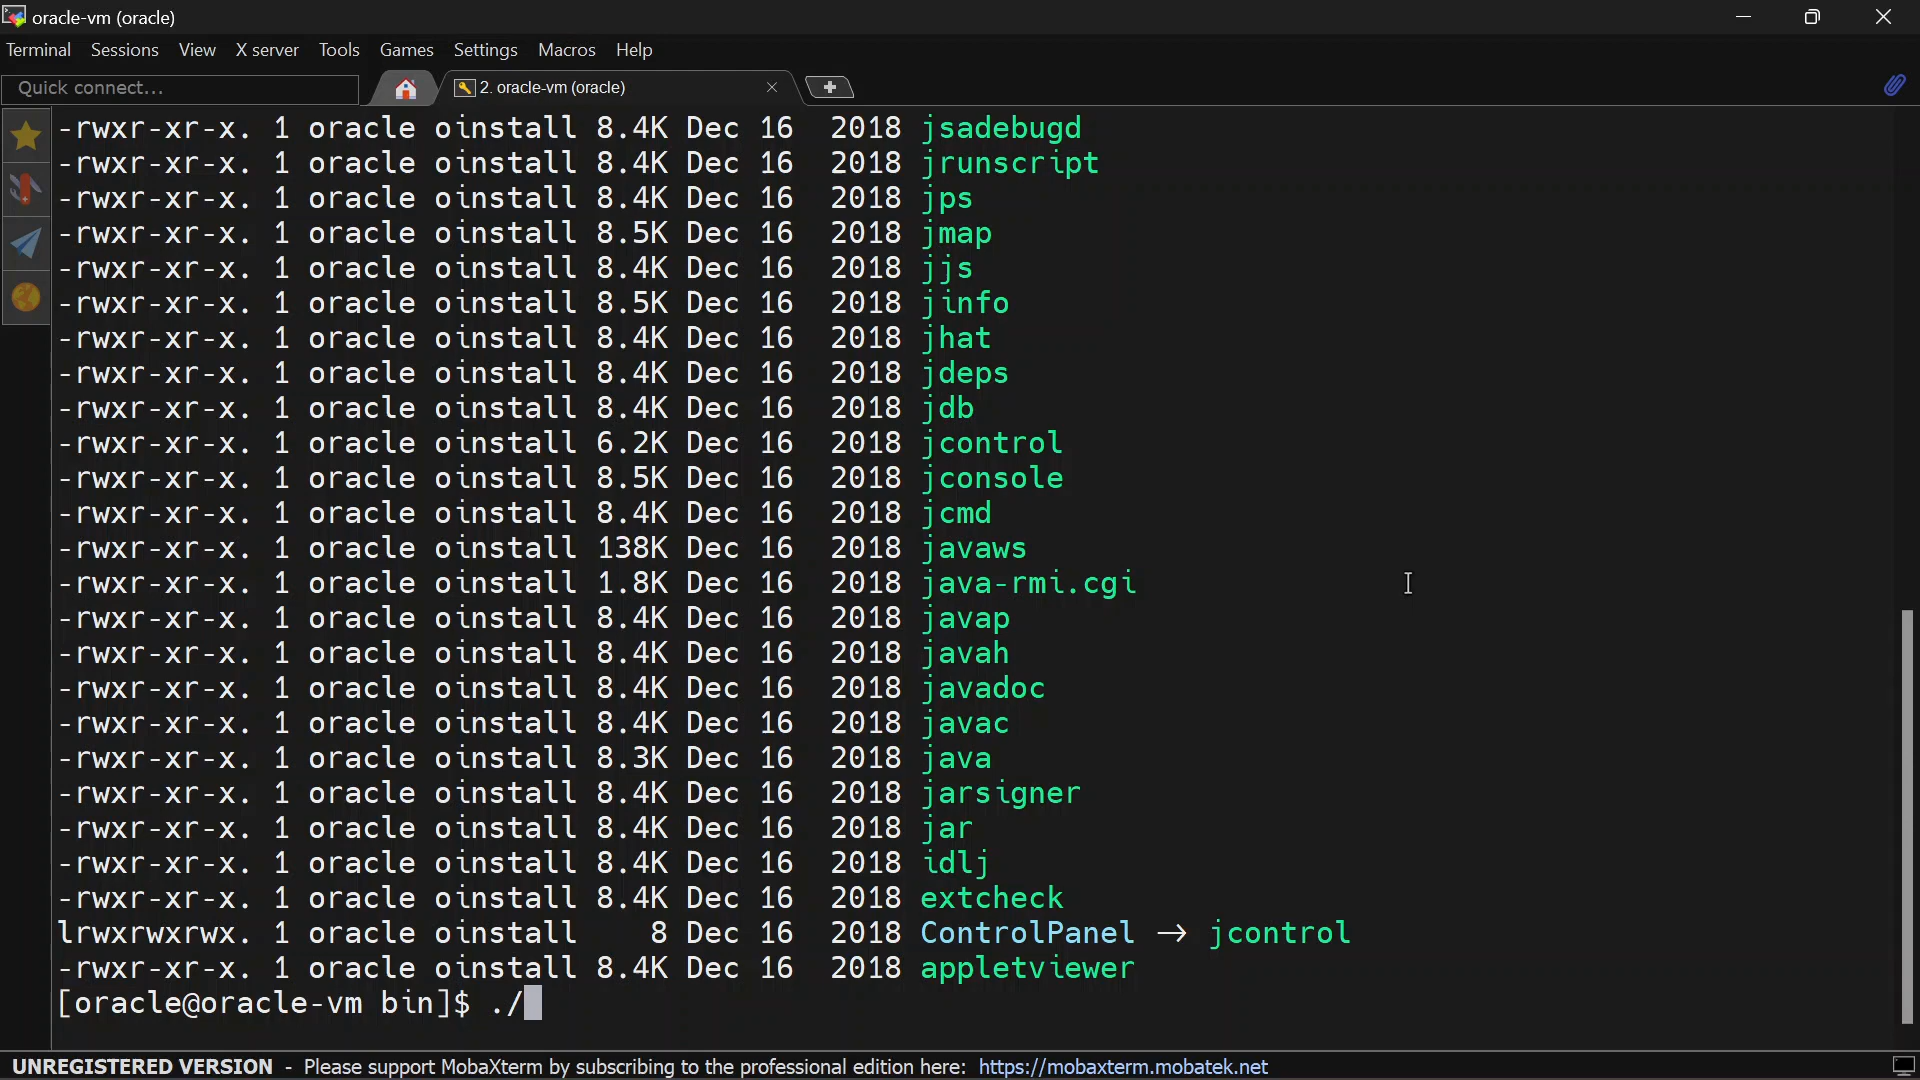 oracle-vm (oracle)
Terminal Sessions View X server Tools Games Settings Macros Help
Quick connect...
2. oracle-vm (oracle)
-rwxr-xr-x. 1 oracle oinstall 8.4K Dec 16  2018 jsadebugd
-rwxr-xr-x. 1 oracle oinstall 8.4K Dec 16  2018 jrunscript
-rwxr-xr-x. 1 oracle oinstall 8.4K Dec 16  2018 jps
-rwxr-xr-x. 1 oracle oinstall 8.5K Dec 16  2018 jmap
-rwxr-xr-x. 1 oracle oinstall 8.4K Dec 16  2018 jjs
-rwxr-xr-x. 1 oracle oinstall 8.5K Dec 16  2018 jinfo
-rwxr-xr-x. 1 oracle oinstall 8.4K Dec 16  2018 jhat
-rwxr-xr-x. 1 oracle oinstall 8.4K Dec 16  2018 jdeps
-rwxr-xr-x. 1 oracle oinstall 8.4K Dec 16  2018 jdb
-rwxr-xr-x. 1 oracle oinstall 6.2K Dec 16  2018 jcontrol
-rwxr-xr-x. 1 oracle oinstall 8.5K Dec 16  2018 jconsole
-rwxr-xr-x. 1 oracle oinstall 8.4K Dec 16  2018 jcmd
-rwxr-xr-x. 1 oracle oinstall 138K Dec 16  2018 javaws
-rwxr-xr-x. 1 oracle oinstall 1.8K Dec 16  2018 java-rmi.cgi
-rwxr-xr-x. 1 oracle oinstall 8.4K Dec 16  2018 javap
-rwxr-xr-x. 1 oracle oinstall 8.4K Dec 16  2018 javah
-rwxr-xr-x. 1 oracle oinstall 8.4K Dec 16  2018 javadoc
-rwxr-xr-x. 1 oracle oinstall 8.4K Dec 16  2018 javac
-rwxr-xr-x. 1 oracle oinstall 8.3K Dec 16  2018 java
-rwxr-xr-x. 1 oracle oinstall 8.4K Dec 16  2018 jarsigner
-rwxr-xr-x. 1 oracle oinstall 8.4K Dec 16  2018 jar
-rwxr-xr-x. 1 oracle oinstall 8.4K Dec 16  2018 idlj
-rwxr-xr-x. 1 oracle oinstall 8.4K Dec 16  2018 extcheck
lrwxrwxrwx. 1 oracle oinstall    8 Dec 16  2018 ControlPanel → jcontrol
-rwxr-xr-x. 1 oracle oinstall 8.4K Dec 16  2018 appletviewer
[oracle@oracle-vm bin]$ ./
UNREGISTERED VERSION - Please support MobaXterm by subscribing to the professional edition here: https://mobaxterm.mobatek.net